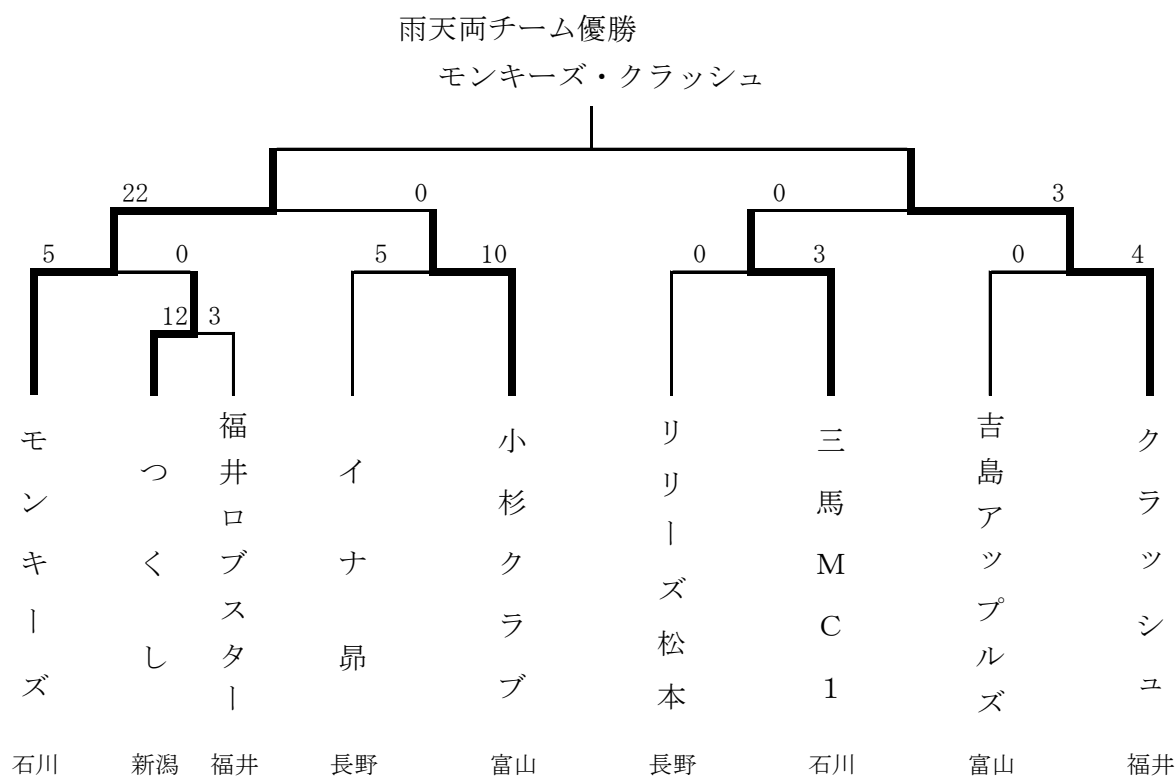 雨天両チーム優勝
モンキーズ・クラッシュ
22
0
0
3
5
0
5
10
0
3
0
4
12
3
モンキーズ
つくし
福井ロブスター
イナ昴
小杉クラブ
リリーズ松本
三馬MC1
吉島アップルズ
クラッシュ
石川
新潟
福井
長野
富山
長野
石川
富山
福井